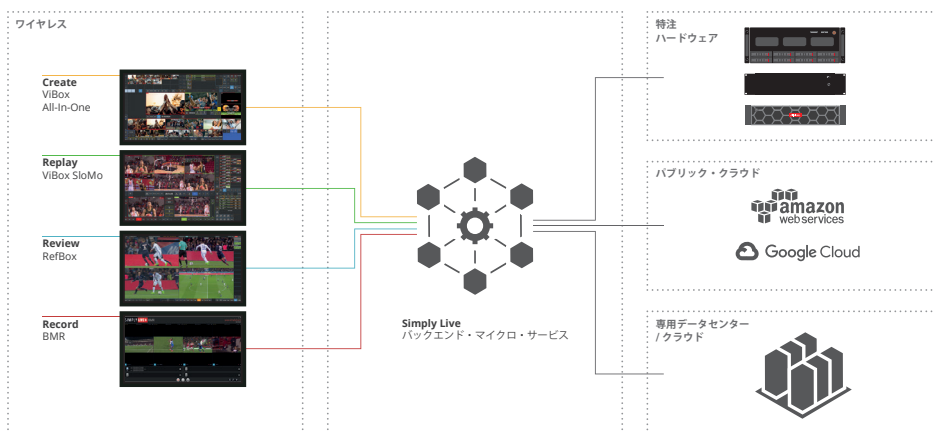 ワイヤレス
Create
ViBox
All-In-One
Replay
ViBox SloMo
Review
RefBox
Record
BMR
Simply Live
バックエンド・マイクロ・サービス
特注
ハードウェア
パブリック・クラウド
amazon
web services
Google Cloud
専用データセンター
/ クラウド